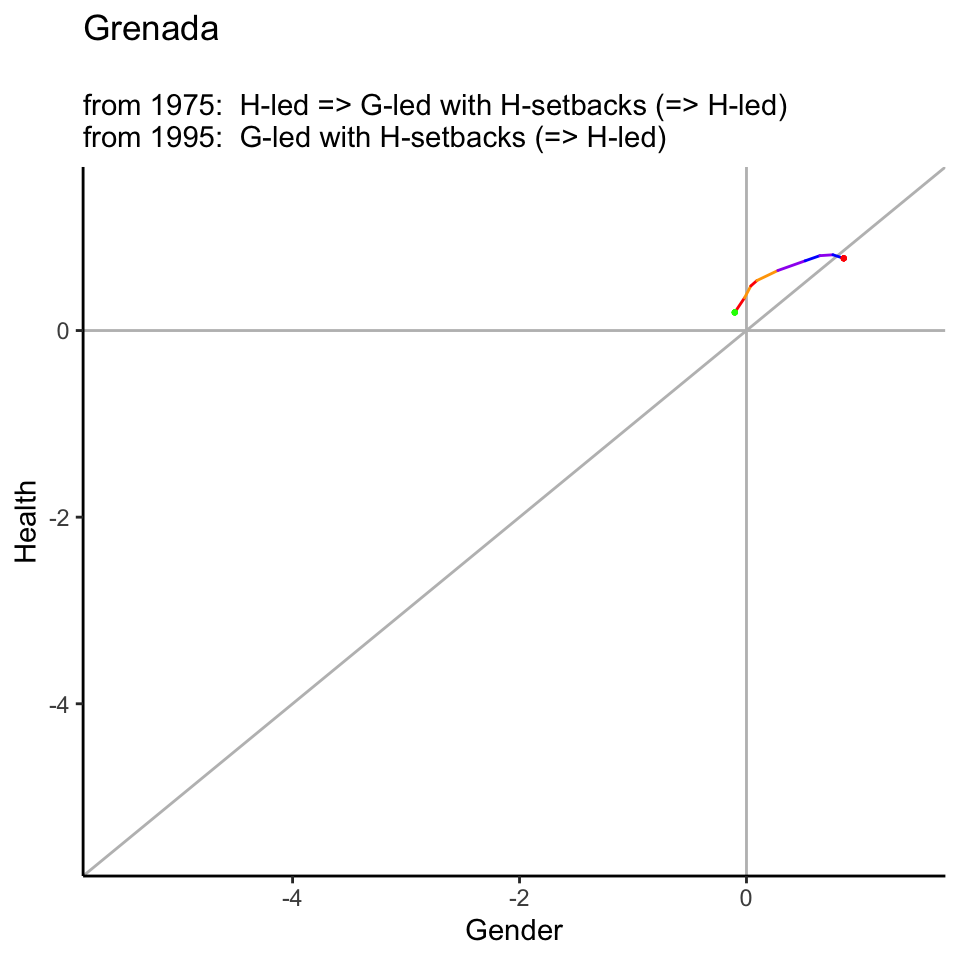 Grenada
from 1975:  H-led => G-led with H-setbacks (=> H-led)
from 1995:  G-led with H-setbacks (=> H-led)
0
-2
-4
Health
-4
-2
0
Gender